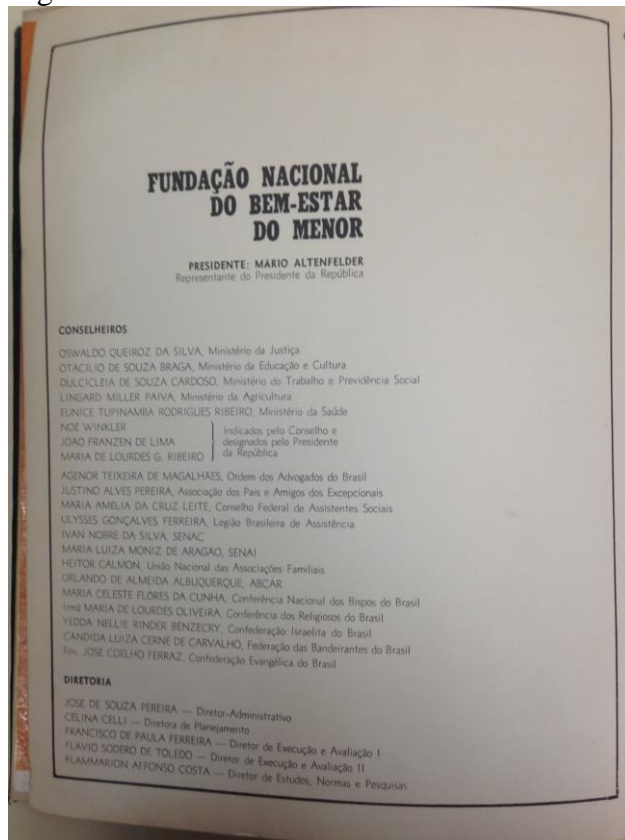 FUNDAÇÃO NACIONAL
DO BEM-ESTAR
DO MENOR
PRESIDENTE: MÁRIO ALTENFELDER
Representante do Presidente da República
CONSELHEIROS
OSWALDO QUEIROZ DA SILVA, Ministério da Justiça
OTACILIO DE SOUZA BRAGA, Ministério da Educação e Cultura
DULCICLEIA DE SOUZA CARDOSO, Ministério do Trabalho e Previdência Social
LINGARD MILLER PAIVA, Ministério da Agricultura
EUNICE TUPINAMBA RODRIGUES RIBEIRO, Ministério da Saúde
NOE WINKLER
JOAO FRANZEN DE LIMA
MARIA DE LOURDES G. RIBEIRO
Indicados pelo Conselho e
designados pelo Presidente
da República
AGENOR TEIXEIRA DE MAGALHÃES, Ordem dos Advogados do Brasil
JUSTINO ALVES PEREIRA, Associação dos Pais e Amigos dos Excepcionais
MARIA AMELIA DA CRUZ LEITE, Conselho Federal de Assistentes Sociais
ULYSSES GONÇALVES FERREIRA, Legião Brasileira de Assistência
IVAN NOBRE DA SILVA, SENAC
MARIA LUIZA MONIZ DE ARAGÃO, SENAI
HEITOR CALMON, União Nacional das Associações Familiais
ORLANDO DE ALMEIDA ALBUQUERQUE, ABCAR
MARIA CELESTE FLORES DA CUNHA, Conferência Nacional dos Bispos do Brasil
Irmã MARIA DE LOURDES OLIVEIRA, Conferência dos Religiosos do Brasil
YEDDA NELLIE RINDER BENZECRY, Confederação Israelita do Brasil
CANDIDA LUIZA CERNE DE CARVALHO, Federação das Bandeirantes do Brasil
Rev. JOSE COELHO FERRAZ, Confederação Evangélica do Brasil
DIRETORIA
JOSE DE SOUZA PEREIRA — Diretor-Administrativo
CELINA CELLI — Diretora de Planejamento
FRANCISCO DE PAULA FERREIRA — Diretor de Execução e Avaliação I
FLAVIO SODERO DE TOLEDO — Diretor de Execução e Avaliação II
FLAMMARION AFFONSO COSTA — Diretor de Estudos, Normas e Pesquisas